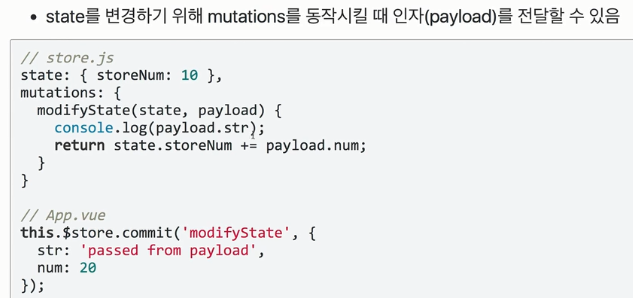 • state를 변경하기 위해 mutations를 동작시킬 때 인자(payload)를 전달할 수 있음
// store.js
state: { storeNum: 10 },
mutations: {
  modifyState(state, payload) {
    console.log(payload.str);
    return state.storeNum += payload.num;
  }
}
// App.vue
this.$store.commit('modifyState', {
  str: 'passed from payload',
  num: 20
});